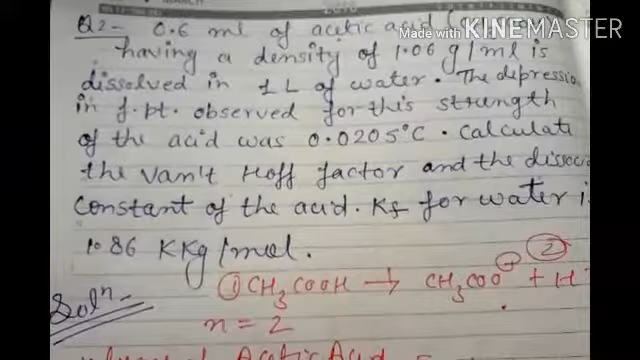 Made with KINEMASTER
Q2- 0.6 ml of acetic acid
having a density of 1.06 g/ml is
dissolved in 1 L of water. The depressio
in f.pt. observed for this strength
of the acid was 0.0205°C. Calculate
the Van't Hoff factor and the dissoci
constant of the acid. Kf for water i
1.86 K Kg/mol.
② 
Solⁿ- ① CH₃COOH → CH₃COO⁻ + H
n = 2
Acetic Acid